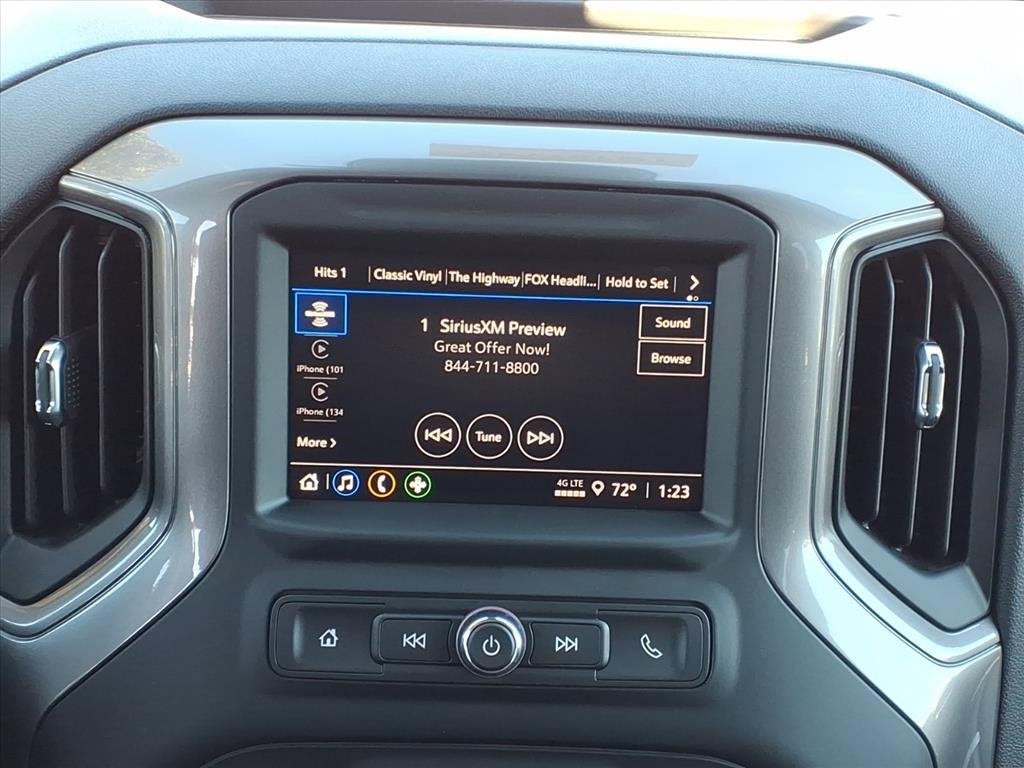 Hits 1 Classic Vinyl The Highway FOX Headli... Hold to Set
1 SiriusXM Preview
Great Offer Now!
844-711-8800
Sound
Browse
iPhone (101
iPhone (134
More
Tune
4G LTE 72° 1:23